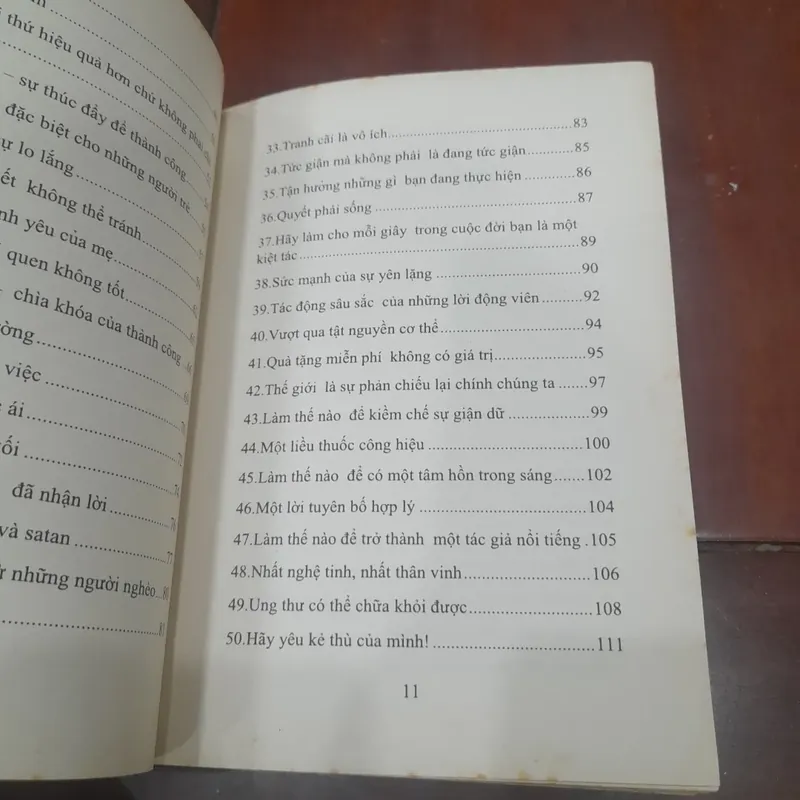 thứ hiệu quả hơn chứ không phải
– sự thúc đẩy để thành công
đặc biệt cho những người trẻ
lo lắng
không thể tránh
yêu của mẹ
quen không tốt
chìa khóa của thành công 66
việc
ái
đã nhận lời 76
và satan 77
những người nghèo 80
33.Tranh cãi là vô ích 83
34.Tức giận mà không phải là đang tức giận 85
35.Tận hưởng những gì bạn đang thực hiện 86
36.Quyết phải sống 87
37.Hãy làm cho mỗi giây trong cuộc đời bạn là một
kiệt tác 89
38.Sức mạnh của sự yên lặng 90
39.Tác động sâu sắc của những lời động viên 92
40.Vượt qua tật nguyền cơ thể 94
41.Quà tặng miễn phí không có giá trị 95
42.Thế giới là sự phản chiếu lại chính chúng ta 97
43.Làm thế nào để kiềm chế sự giận dữ 99
44.Một liều thuốc công hiệu 100
45.Làm thế nào để có một tâm hồn trong sáng 102
46.Một lời tuyên bố hợp lý 104
47.Làm thế nào để trở thành một tác giả nổi tiếng .105
48.Nhất nghệ tinh, nhất thân vinh 106
49.Ung thư có thể chữa khỏi được 108
50.Hãy yêu kẻ thù của mình! 111
11